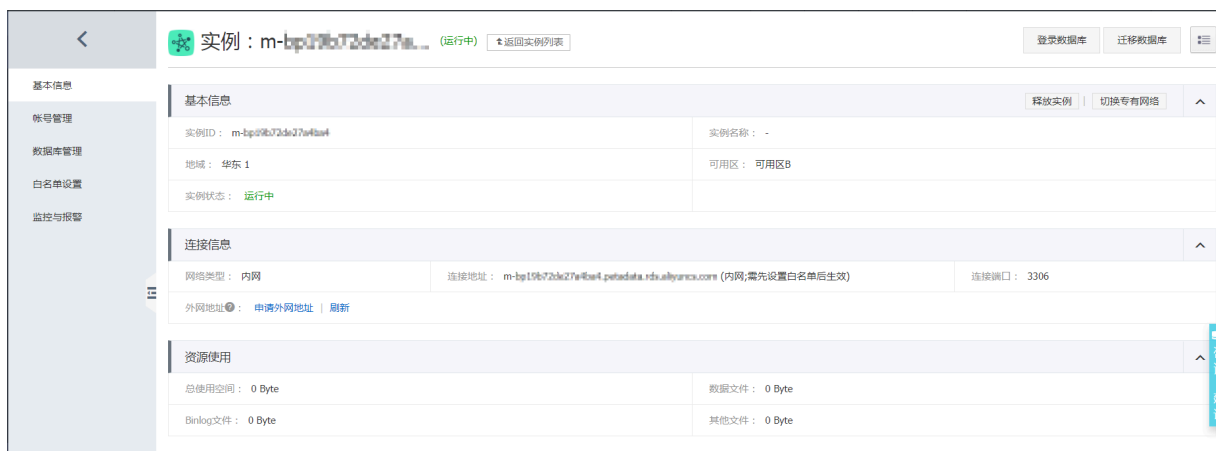 实例：m- (运行中) 返回实例列表
登录数据库 迁移数据库
基本信息
帐号管理
数据库管理
白名单设置
监控与报警
基本信息 释放实例 | 切换专有网络
实例ID： 实例名称： -
地域： 华东 1 可用区： 可用区B
实例状态： 运行中
连接信息
网络类型： 内网 连接地址： (内网;需先设置白名单后生效) 连接端口： 3306
外网地址 ： 申请外网地址 | 刷新
资源使用
总使用空间： 0 Byte 数据文件： 0 Byte
Binlog文件： 0 Byte 其他文件： 0 Byte